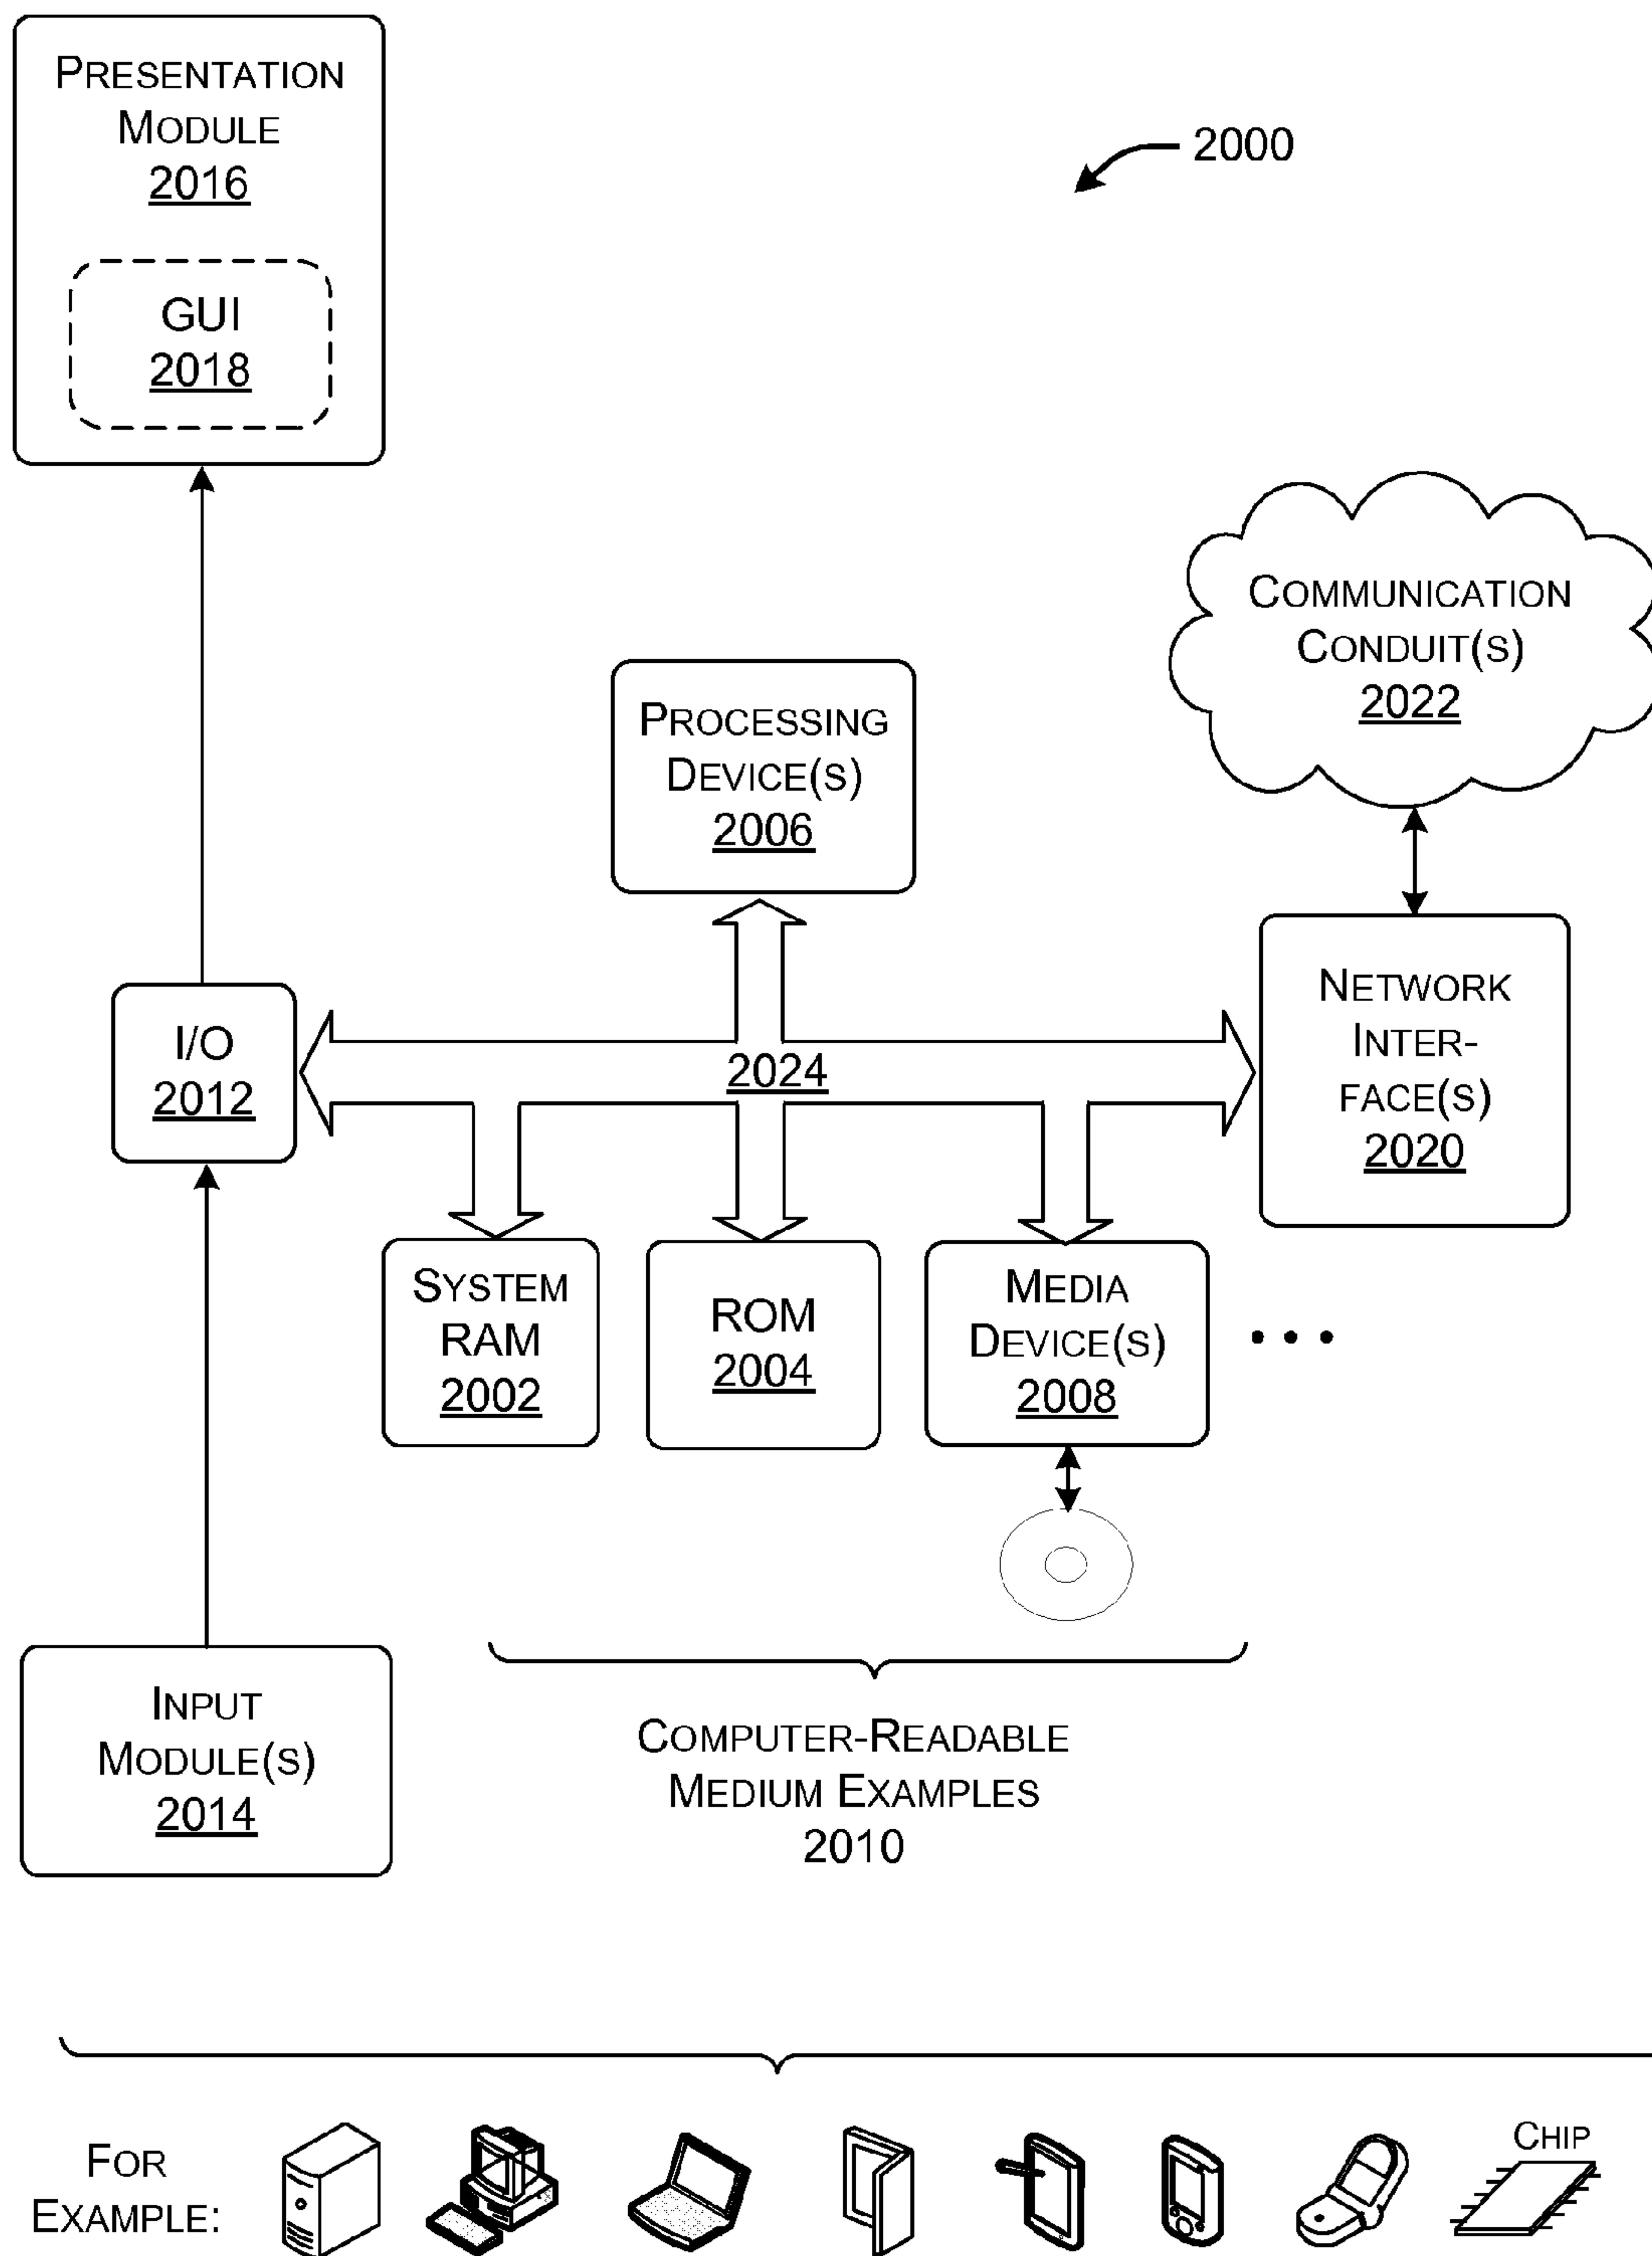 PRESENTATION
MODULE
2016
GUI
2018
2000
COMMUNICATION
CONDUIT(S)
2022
PROCESSING
DEVICE(S)
2006
NETWORK
INTER-
FACE(S)
2020
I/O
2012
2024
SYSTEM
RAM
2002
ROM
2004
MEDIA
DEVICE(S)
2008
INPUT
MODULE(S)
2014
COMPUTER-READABLE
MEDIUM EXAMPLES
2010
FOR
EXAMPLE:
CHIP